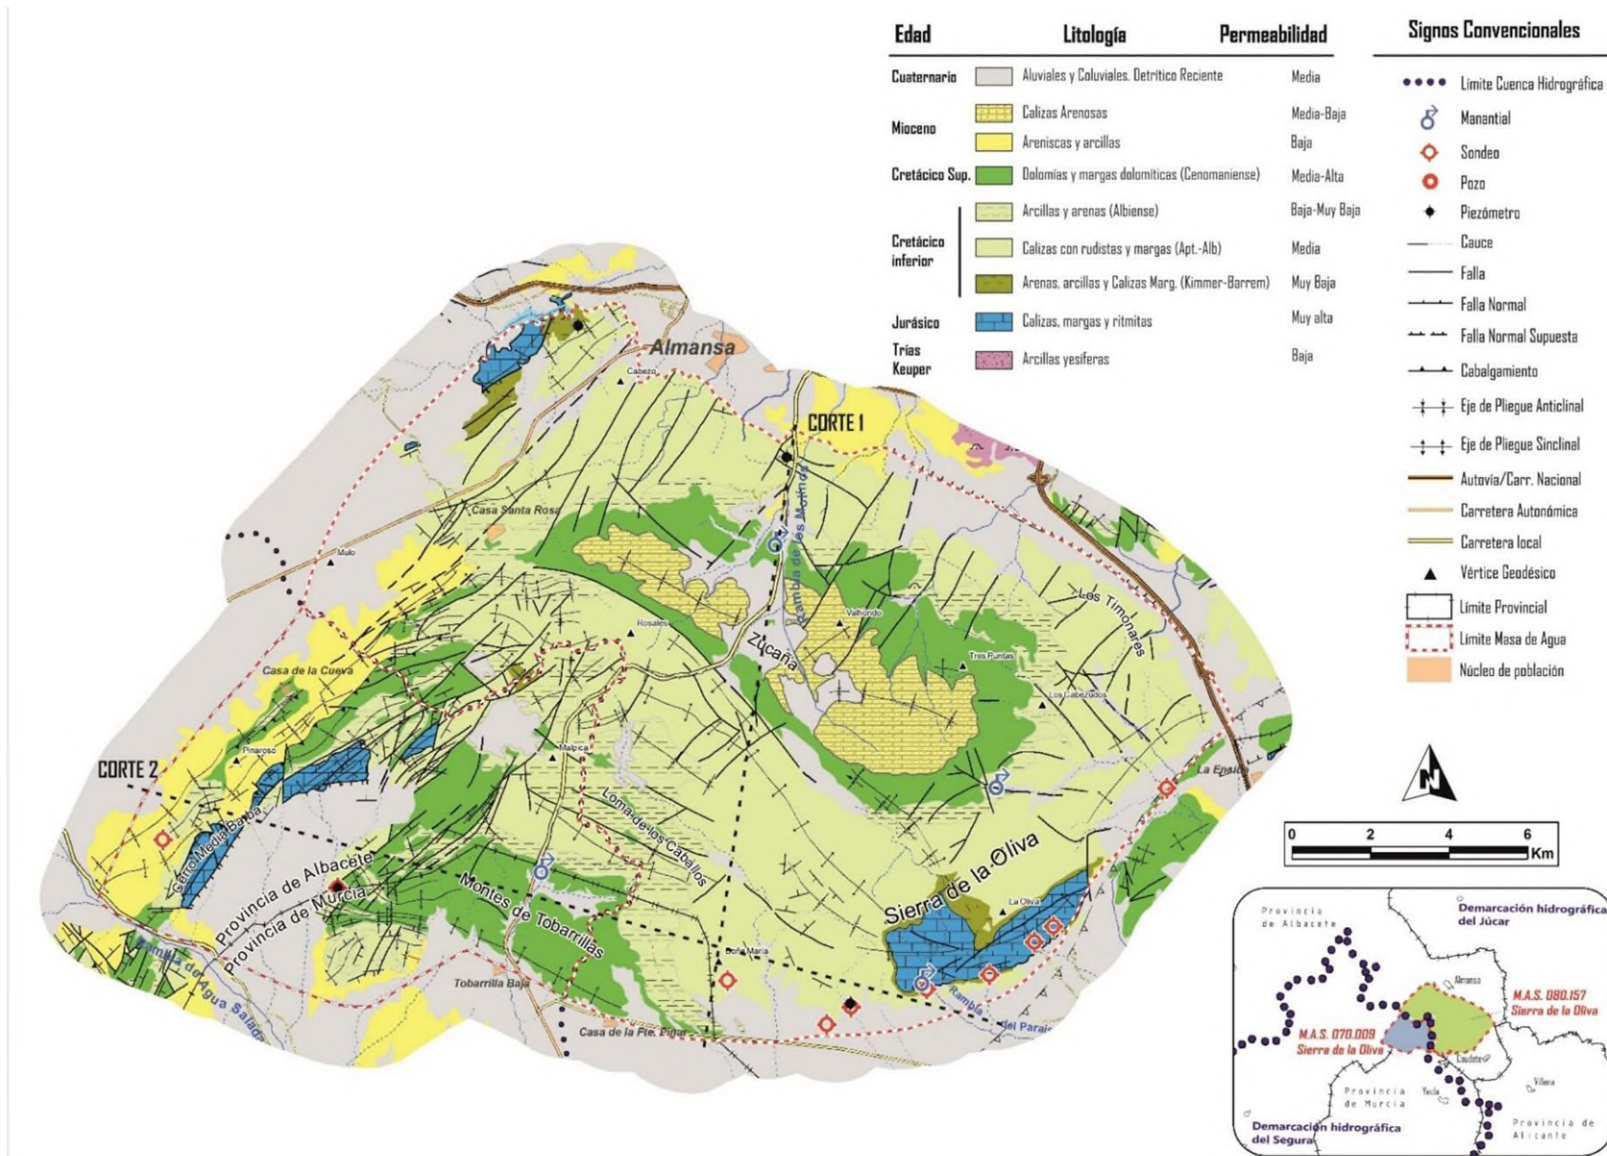 Edad Litología Permeabilidad
Cuaternario Aluviales y Coluviales. Detrítico Reciente Media
Mioceno
Calizas Arenosas Media-Baja
Areniscas y arcillas Baja
Cretácico Sup. Dolomías y margas dolomíticas (Cenomaniense) Media-Alta
Cretácico inferior
Arcillas y arenas (Albiense) Baja-Muy Baja
Calizas con rudistas y margas (Apt.-Alb) Media
Arenas, arcillas y Calizas Marg. (Kimmer-Barrem) Muy Baja
Jurásico Calizas, margas y ritmitas Muy alta
Trías
Keuper
Arcillas yesíferas Baja
Signos Convencionales
Límite Cuenca Hidrográfica
Manantial
Sondeo
Pozo
Piezómetro
Cauce
Falla
Falla Normal
Falla Normal Supuesta
Cabalgamiento
Eje de Pliegue Anticlinal
Eje de Pliegue Sinclinal
Autovía/Carr. Nacional
Carretera Autonómica
Carretera local
Vértice Geodésico
Límite Provincial
Límite Masa de Agua
Núcleo de población
Almansa
Cabezo
CORTE 1
Rambla de los Molinos
Casa Santa Rosa
Mulo
Rosales
Valhondo
Zucaña
Los Timonares
Tres Puntas
Los Cabezudos
Casa de la Cueva
Pinaroso
Malpica
CORTE 2
La Encina
Loma de los Caballos
Cerro Media Barba
Provincia de Albacete
Provincia de Murcia
Montes de Tobarrillas
Sierra de la Oliva
La Oliva
Doña María
Rambla de Agua Salada
Tobarrilla Baja
Casa de la Fte. Pinar
Rambla del Paraiso
N
0 2 4 6
Km
Provincia de Albacete
Demarcación hidrográfica
del Júcar
Almansa
M.A.S. 080.157
Sierra de la Oliva
M.A.S. 070.009
Sierra de la Oliva
Caudete
Villena
Yecla
Provincia
de Murcia
Demarcación hidrográfica
del Segura
Provincia de
Alicante